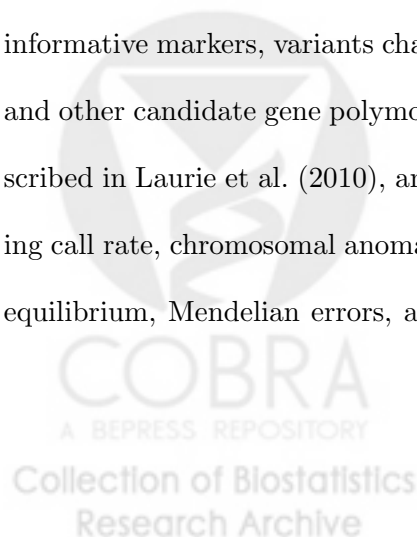 informative markers, variants cha
and other candidate gene polymo
scribed in Laurie et al. (2010), an
ing call rate, chromosomal anoma
equilibrium, Mendelian errors, a
COBRA
A BEPRESS REPOSITORY
Collection of Biostatistics
Research Archive